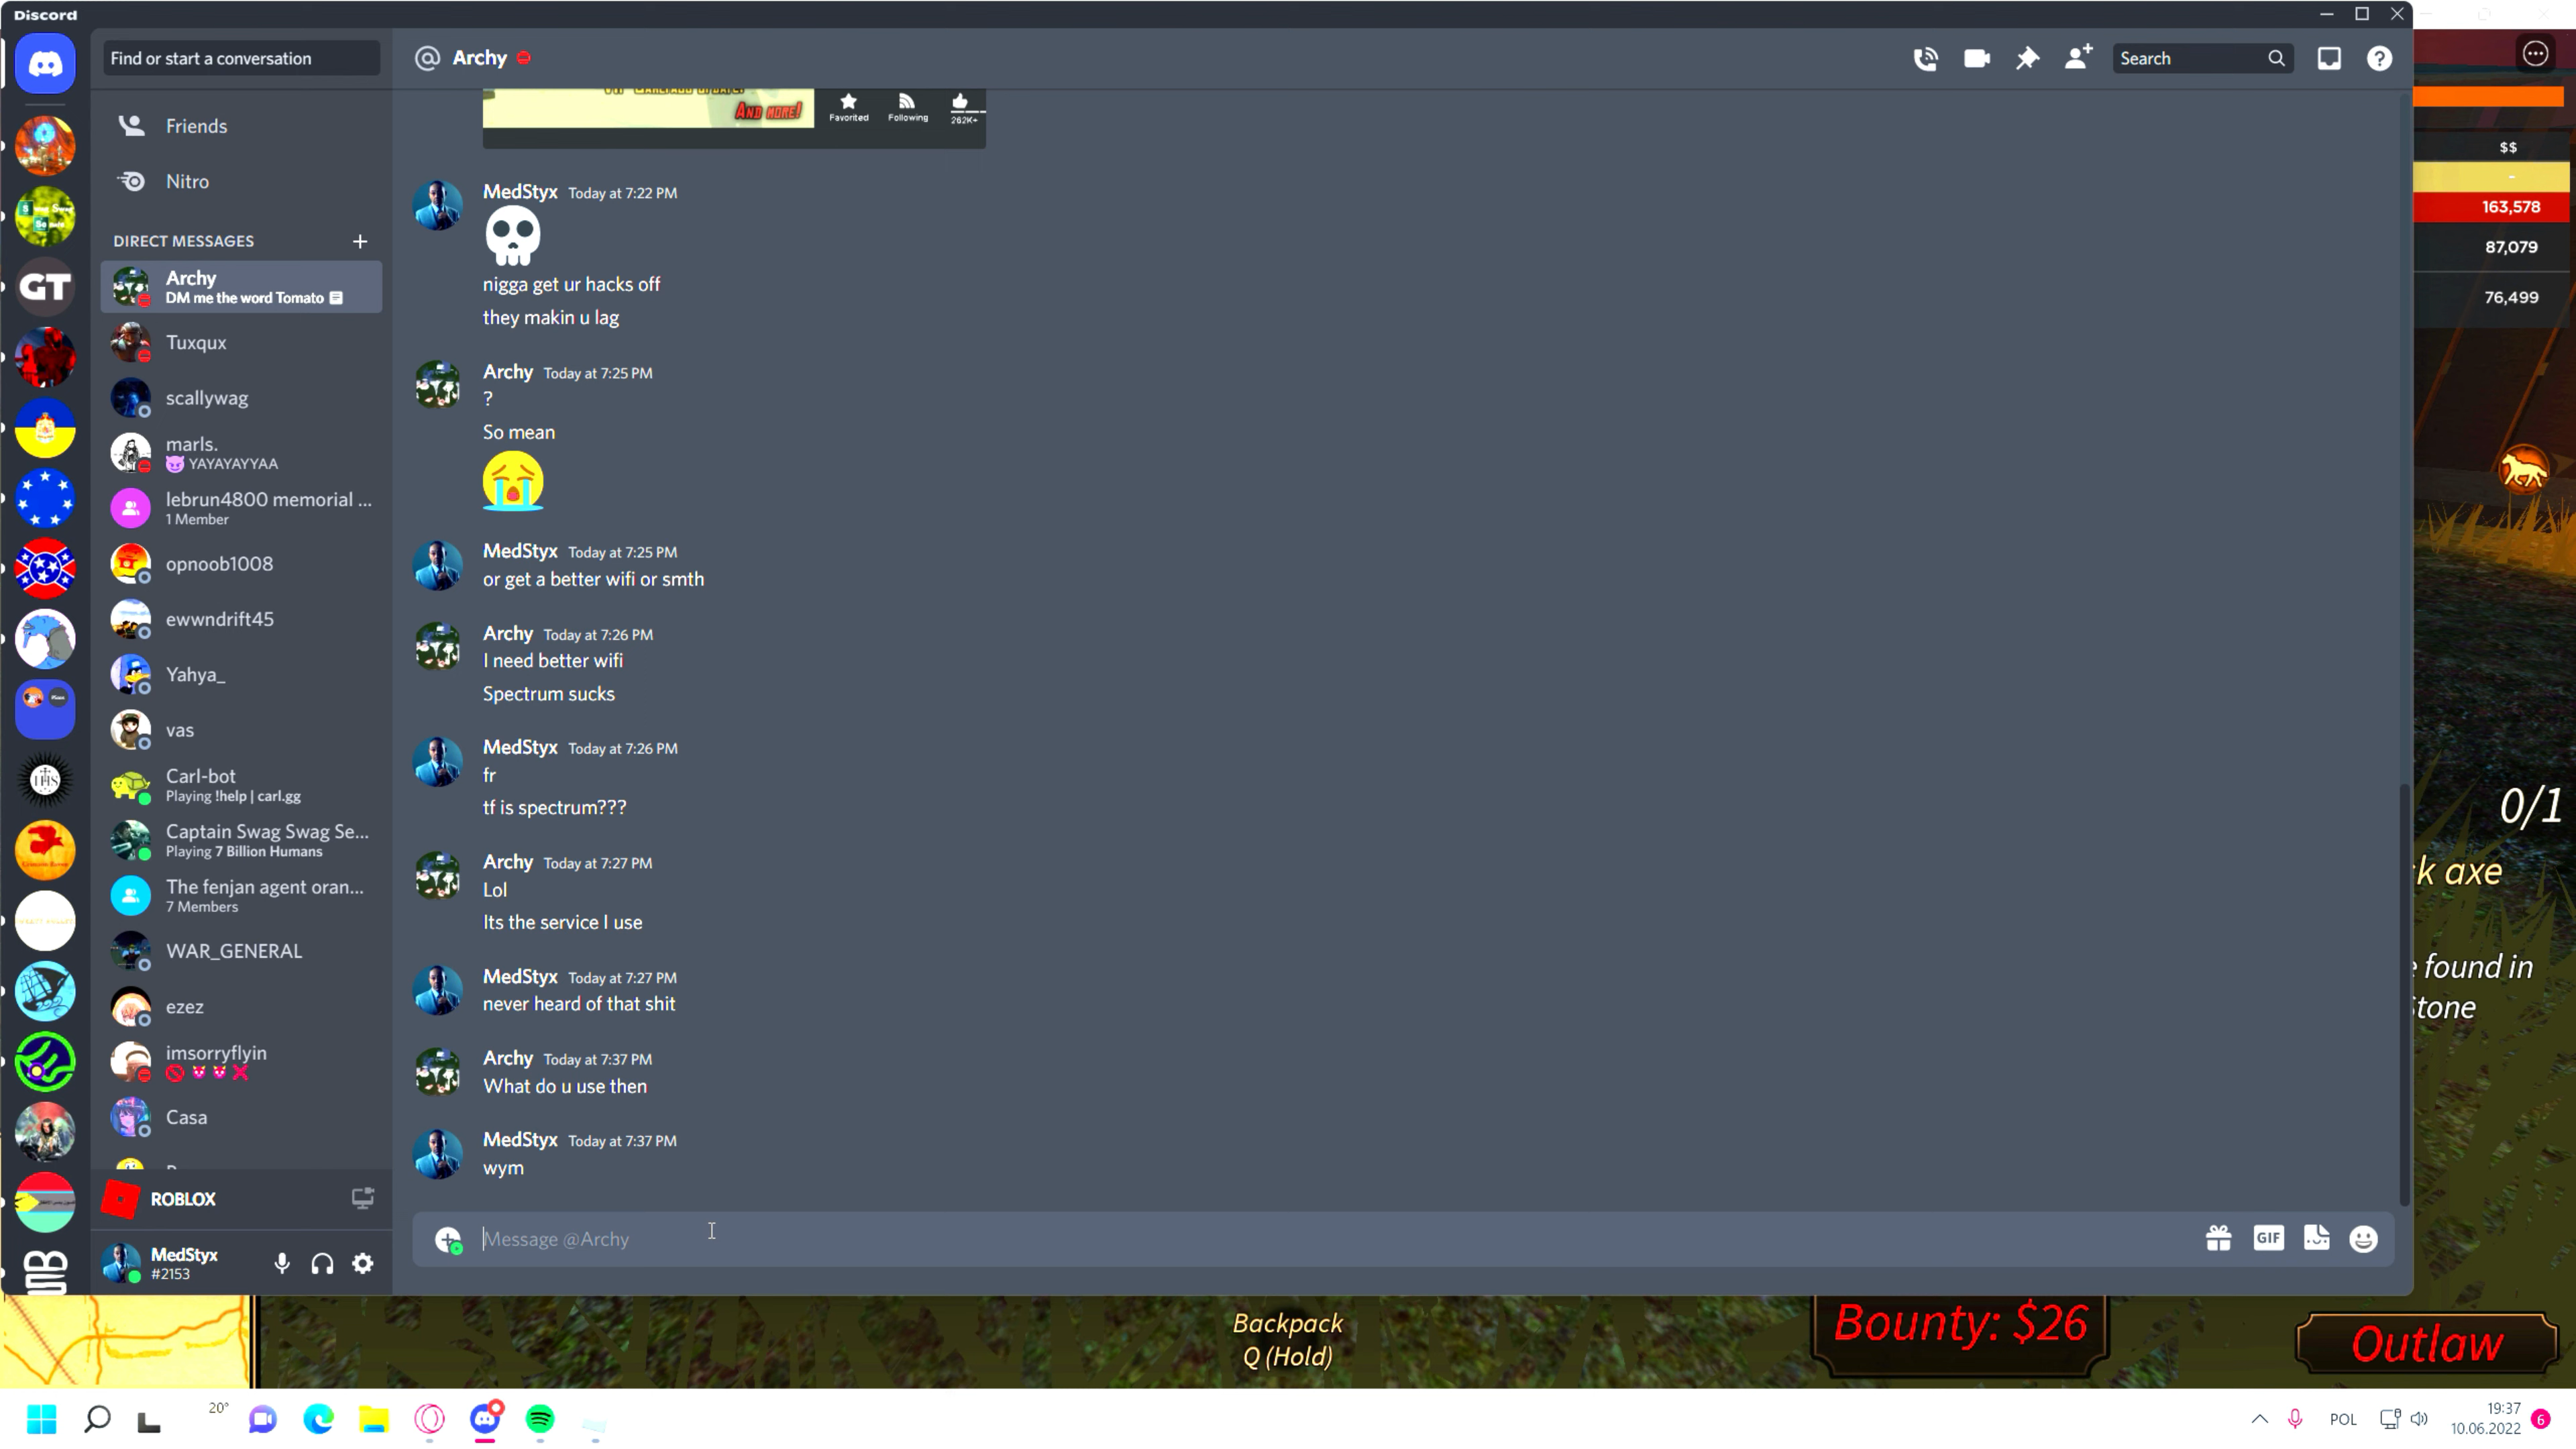 Discord
Find or start a conversation
Friends
Nitro
DIRECT MESSAGES
Archy
DM me the word Tomato
Tuxqux
scallywag
marls.
YAYAYAYYAA
lebrun4800 memorial ...
1 Member
opnoob1008
ewwndrift45
Yahya_
vas
Carl-bot
Playing !help | carl.gg
Captain Swag Swag Se...
Playing 7 Billion Humans
The fenjan agent oran...
7 Members
WAR_GENERAL
ezez
imsorryflyin
Casa
ROBLOX
MedStyx
#2153
GT
IHS
Archy
Search
AND MORE!
Favorited
Following
262K+
MedStyx Today at 7:22 PM
nigga get ur hacks off
they makin u lag
Archy Today at 7:25 PM
?
So mean
MedStyx Today at 7:25 PM
or get a better wifi or smth
Archy Today at 7:26 PM
I need better wifi
Spectrum sucks
MedStyx Today at 7:26 PM
fr
tf is spectrum???
Archy Today at 7:27 PM
Lol
Its the service I use
MedStyx Today at 7:27 PM
never heard of that shit
Archy Today at 7:37 PM
What do u use then
MedStyx Today at 7:37 PM
wym
Message @Archy
GIF
$$
-
163,578
87,079
76,499
0/1
k axe
found in
Stone
Backpack
Q (Hold)
Bounty: $26
Outlaw
20°
POL
19:37
10.06.2022
6